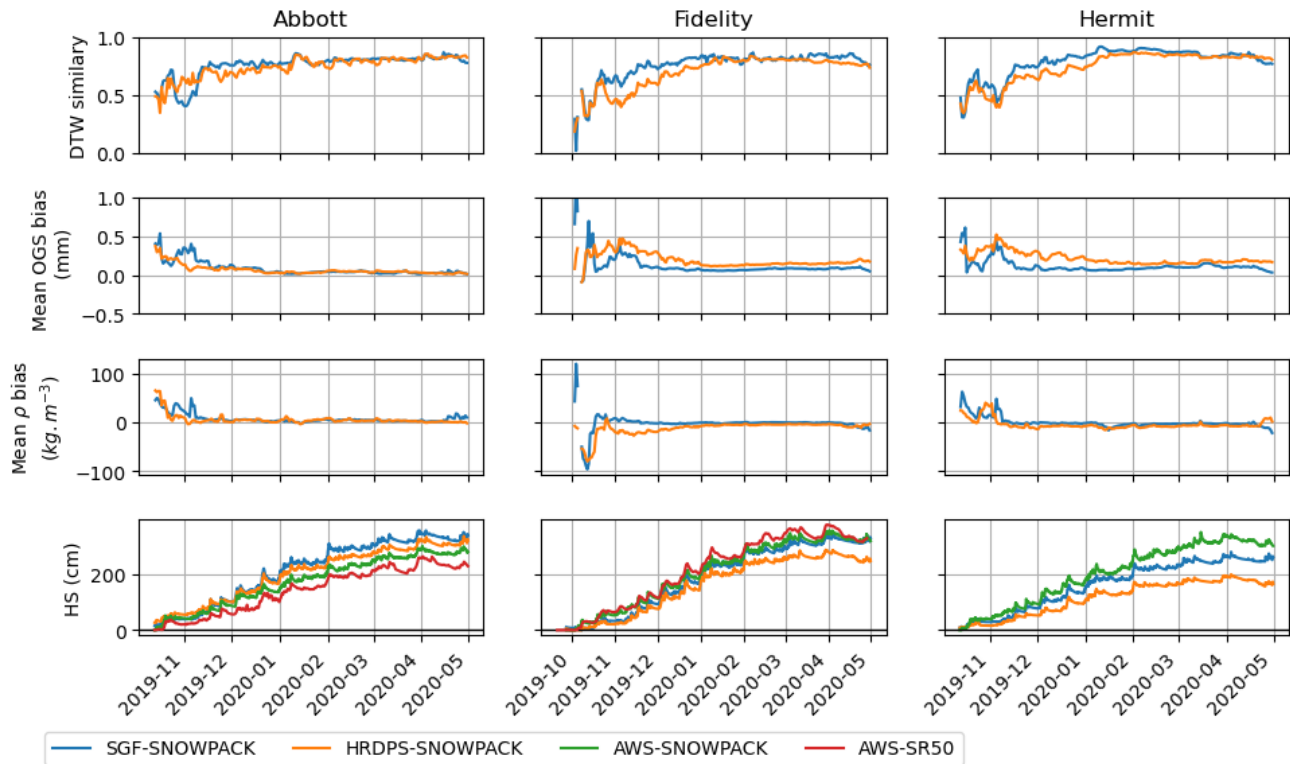 Abbott
Fidelity
Hermit
DTW similary
1.0
0.5
0.0
Mean OGS bias
(mm)
1.0
0.5
0.0
−0.5
Mean ρ bias
(kg. m⁻³)
100
0
−100
HS (cm)
200
0
2019-11
2019-12
2020-01
2020-02
2020-03
2020-04
2020-05
2019-10
2019-11
2019-12
2020-01
2020-02
2020-03
2020-04
2020-05
2019-11
2019-12
2020-01
2020-02
2020-03
2020-04
2020-05
SGF-SNOWPACK
HRDPS-SNOWPACK
AWS-SNOWPACK
AWS-SR50